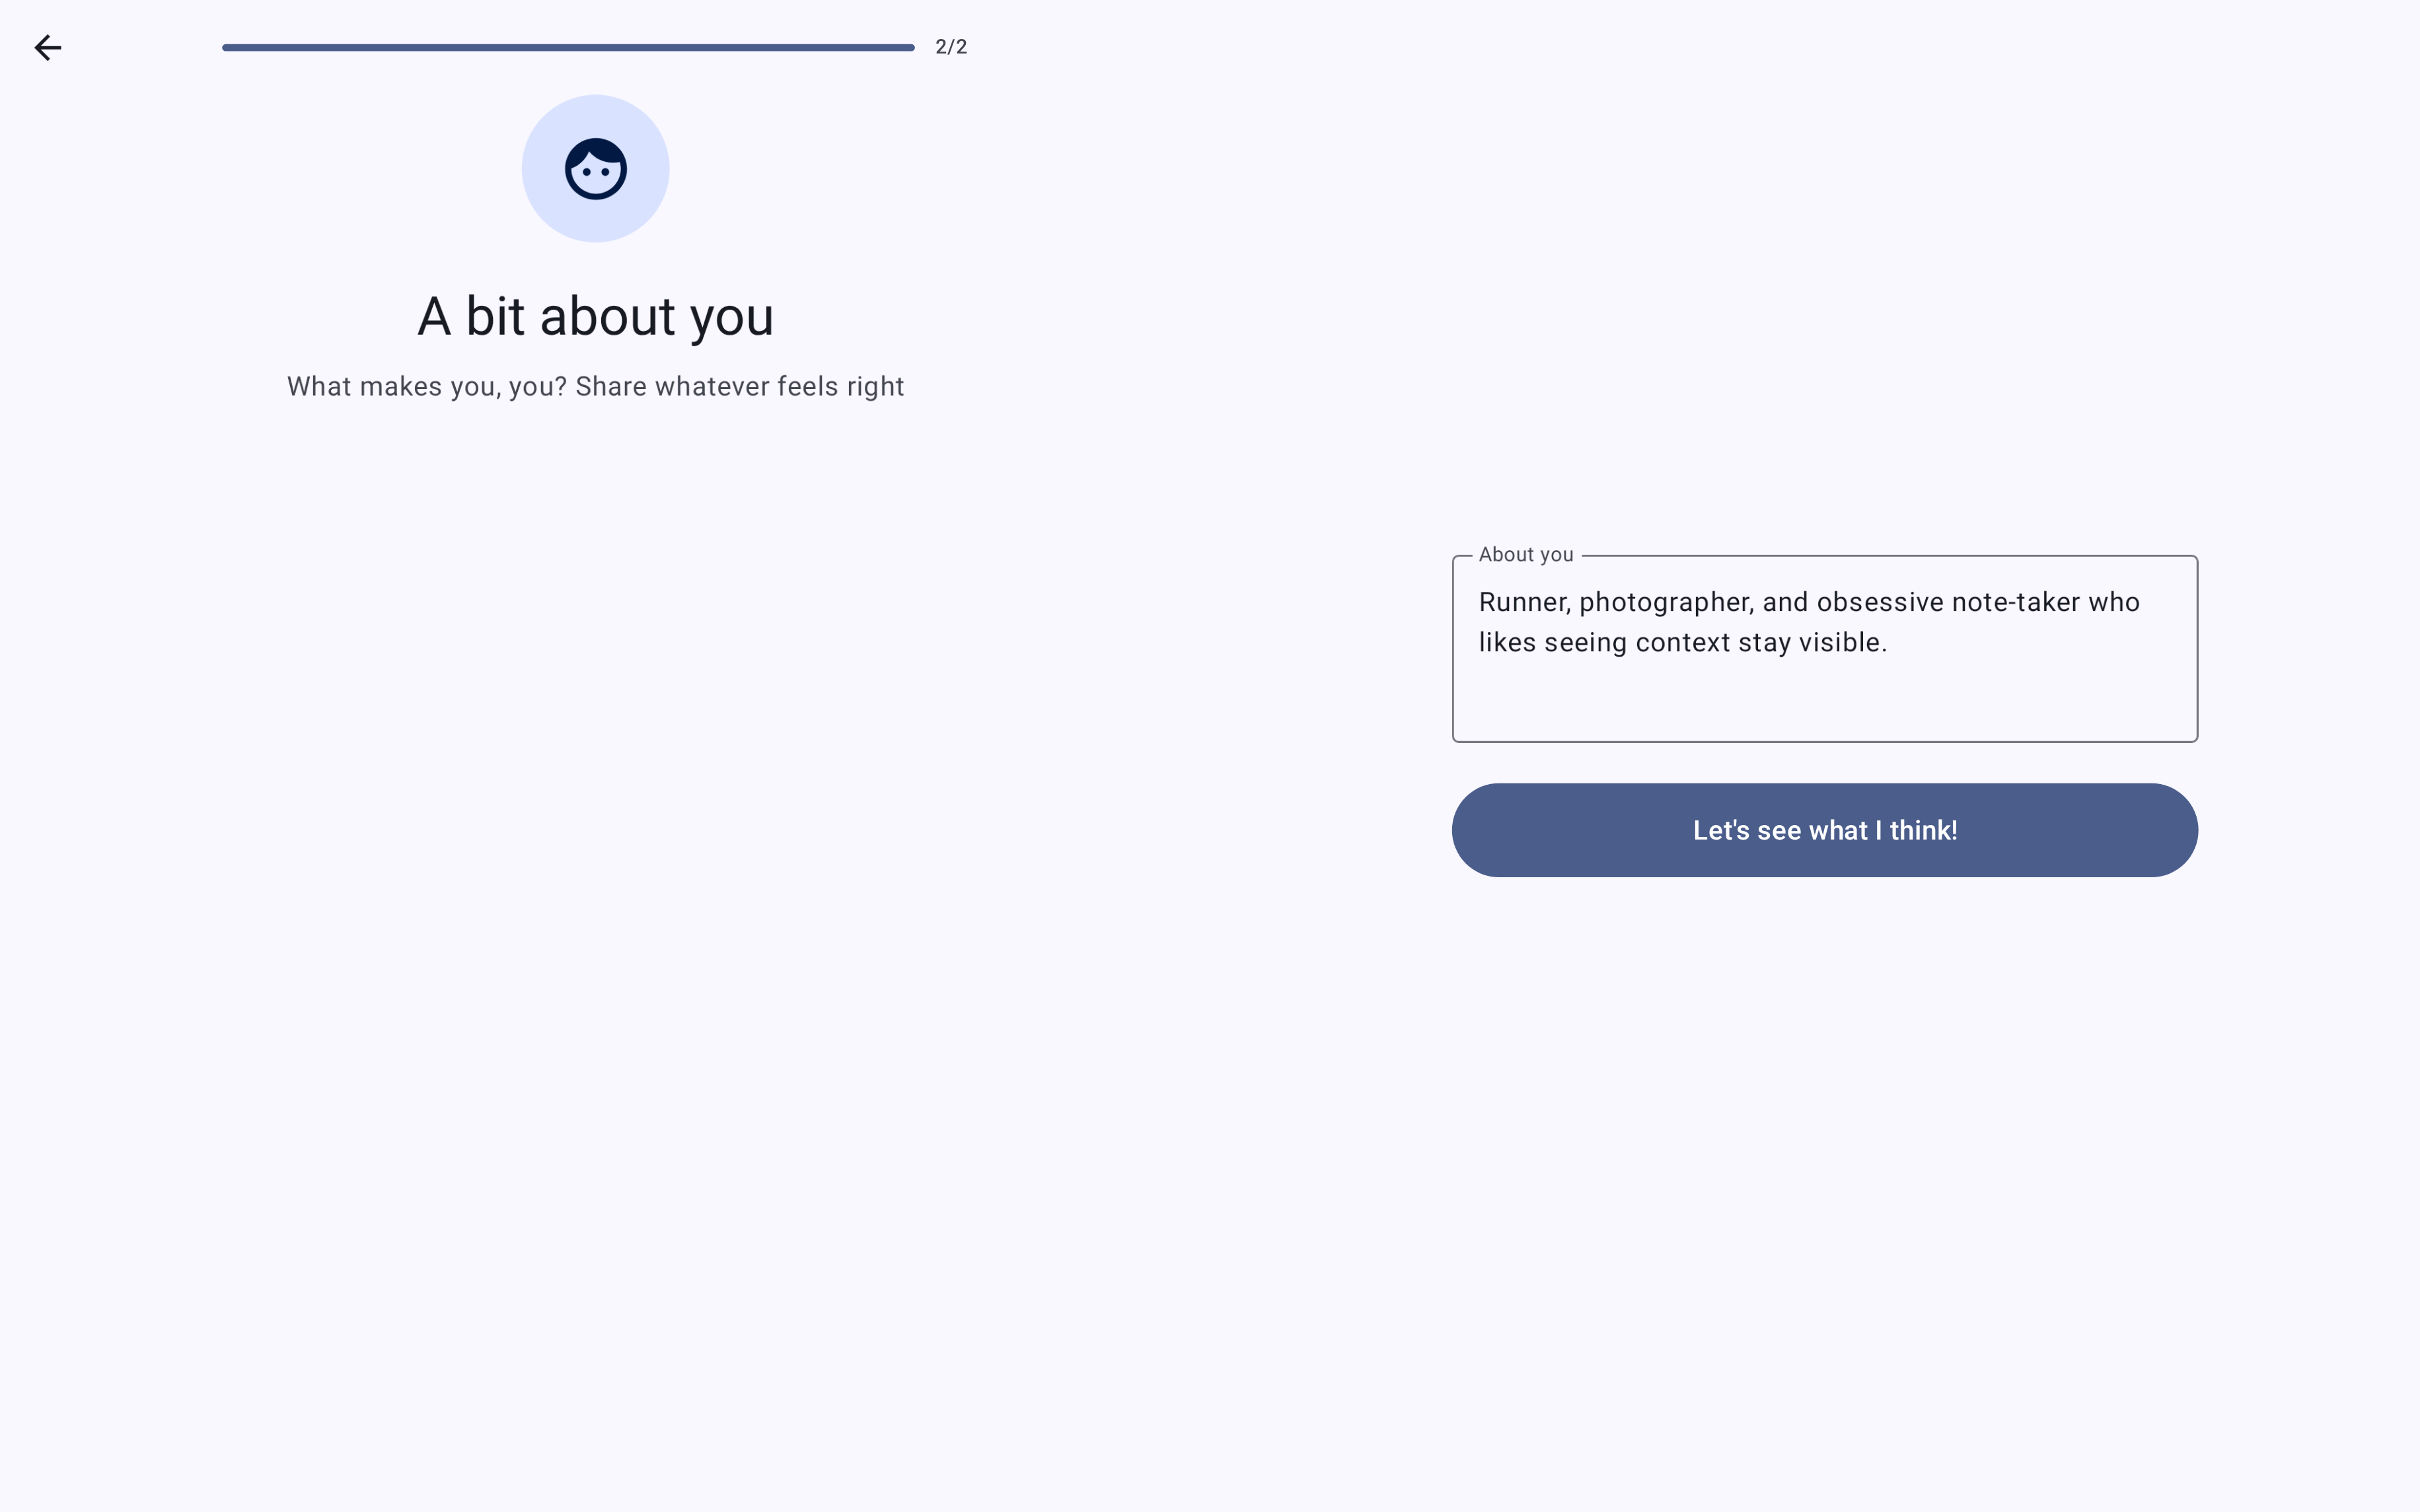 2/2
A bit about you
What makes you, you? Share whatever feels right
About you
Runner, photographer, and obsessive note-taker who
likes seeing context stay visible.
Let's see what I think!